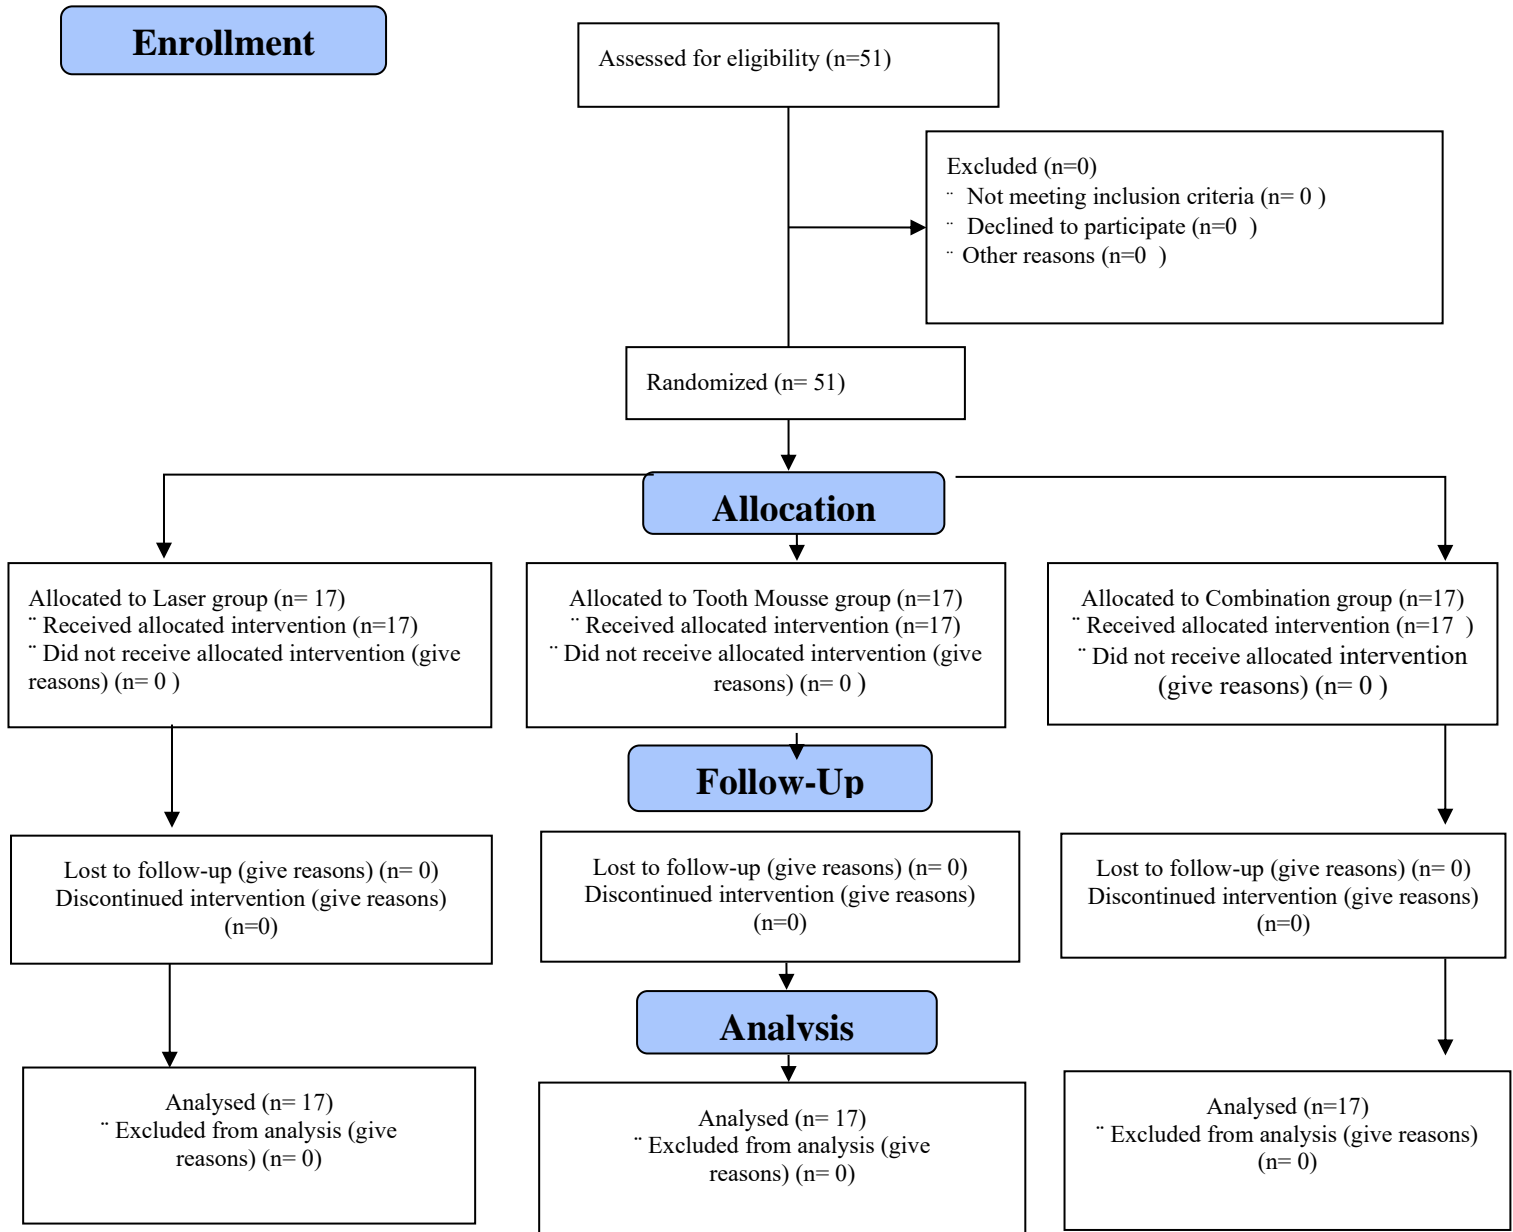 Enrollment
Assessed for eligibility (n=51)
Excluded (n=0)
¨ Not meeting inclusion criteria (n= 0 )
¨ Declined to participate (n=0 )
¨ Other reasons (n=0 )
Randomized (n= 51)
Allocation
Allocated to Laser group (n= 17)
¨ Received allocated intervention (n=17)
¨ Did not receive allocated intervention (give
reasons) (n= 0 )
Allocated to Tooth Mousse group (n=17)
¨ Received allocated intervention (n=17)
¨ Did not receive allocated intervention (give
reasons) (n= 0 )
Allocated to Combination group (n=17)
¨ Received allocated intervention (n=17 )
¨ Did not receive allocated intervention
(give reasons) (n= 0 )
Follow-Up
Lost to follow-up (give reasons) (n= 0)
Discontinued intervention (give reasons)
(n=0)
Lost to follow-up (give reasons) (n= 0)
Discontinued intervention (give reasons)
(n=0)
Lost to follow-up (give reasons) (n= 0)
Discontinued intervention (give reasons)
(n=0)
Analysis
Analysed (n= 17)
¨ Excluded from analysis (give
reasons) (n= 0)
Analysed (n= 17)
¨ Excluded from analysis (give
reasons) (n= 0)
Analysed (n=17)
¨ Excluded from analysis (give reasons)
(n= 0)